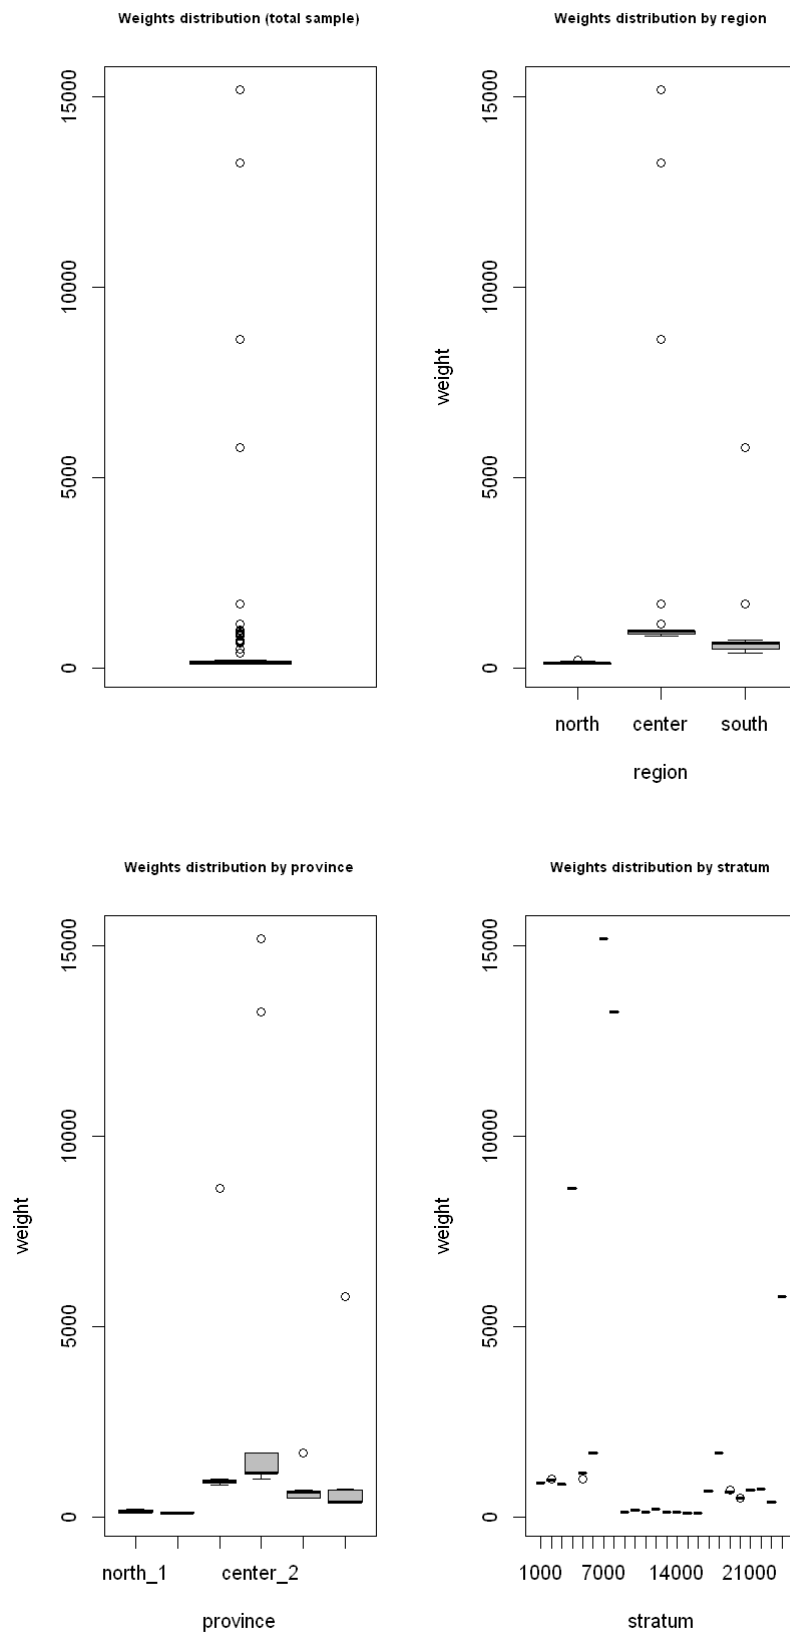 Weights distribution (total sample)
15000
10000
5000
0
Weights distribution by region
15000
10000
5000
0
weight
north center south
region
Weights distribution by province
15000
10000
5000
0
weight
north_1 center_2
province
Weights distribution by stratum
15000
10000
5000
0
weight
1000 7000 14000 21000
stratum